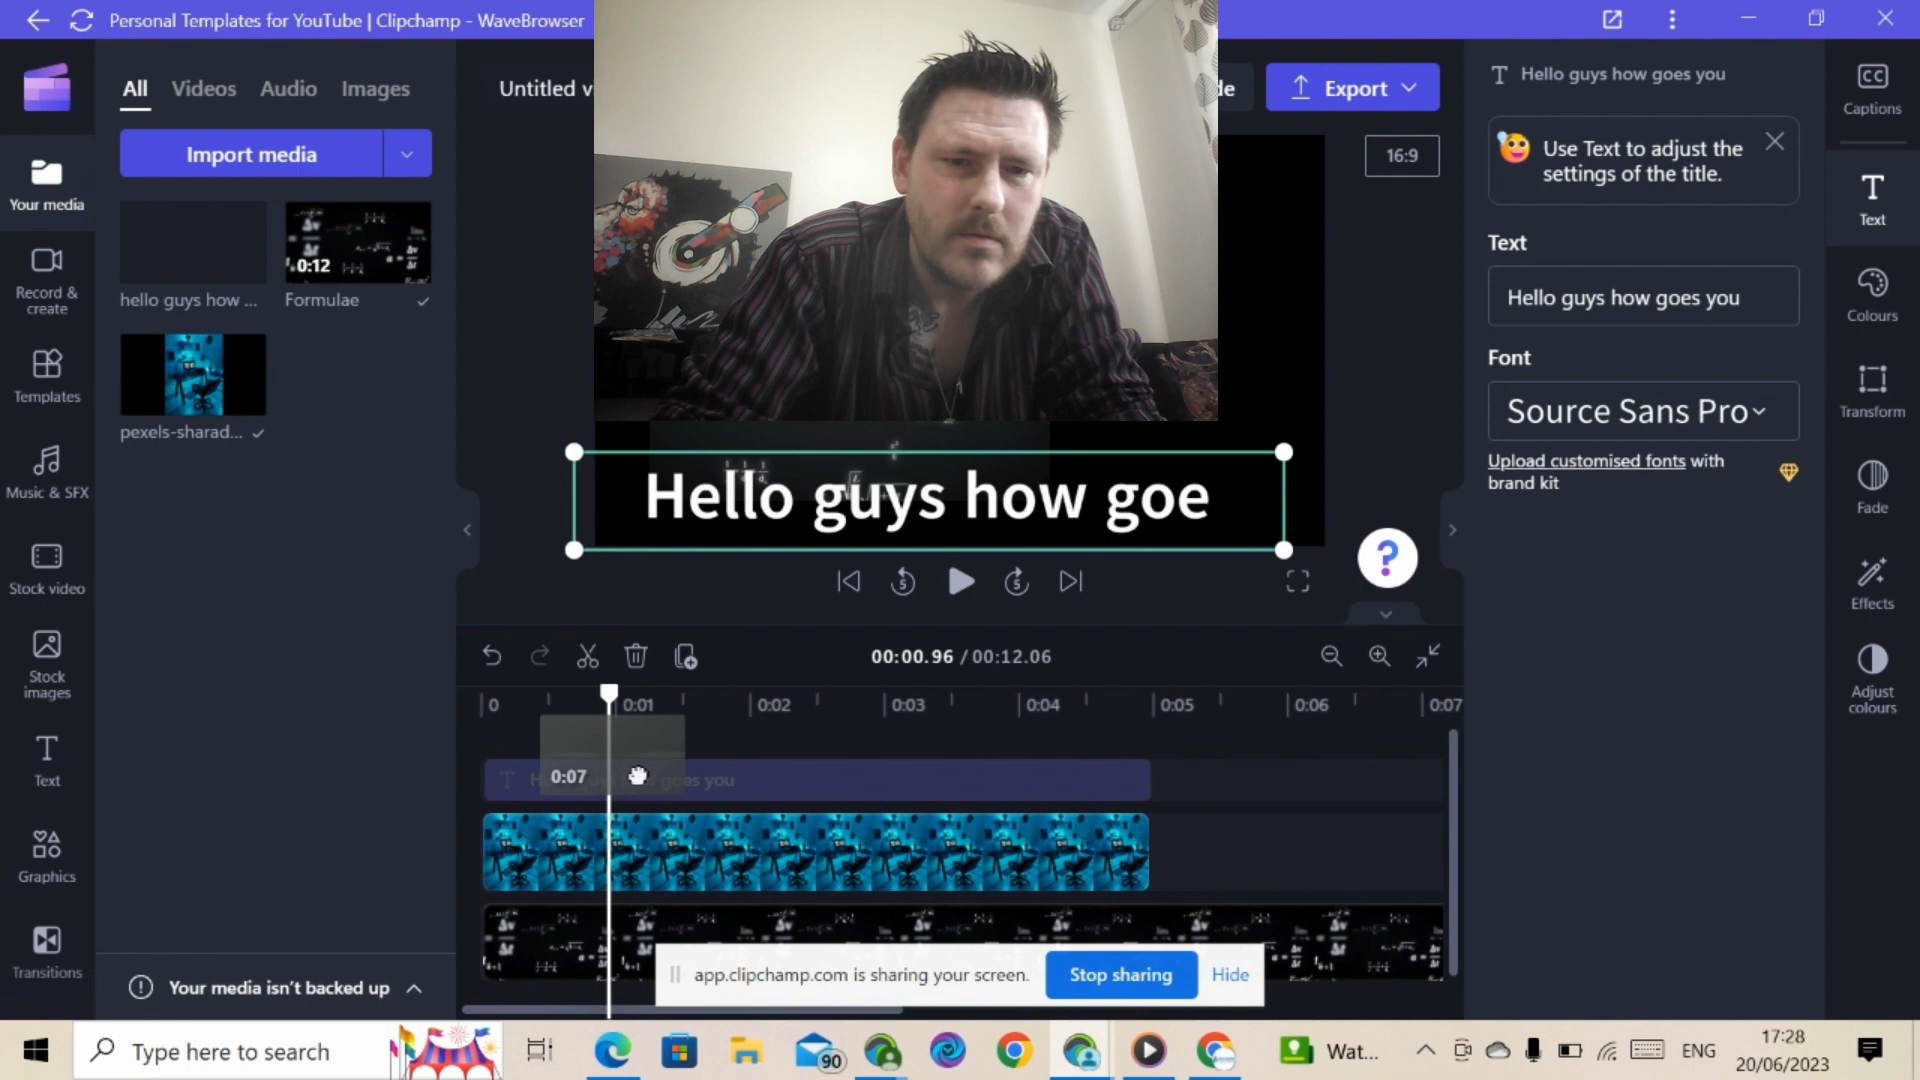 Personal Templates for YouTube | Clipchamp - WaveBrowser
All Videos Audio Images
Import media
Your media
Record & create
Templates
Music & SFX
Stock video
Stock images
Text
Graphics
Transitions
hello guys how ...
0:12
Formulae
pexels-sharad...
Your media isn't backed up
Untitled v
Export
16:9
Hello guys how goe
?
5
5
00:00.96 / 00:12.06
0 0:01 0:02 0:03 0:04 0:05 0:06 0:07
0:07
goes you
app.clipchamp.com is sharing your screen.
Stop sharing
Hide
Hello guys how goes you
Use Text to adjust the
settings of the title.
Text
Hello guys how goes you
Font
Source Sans Pro
Upload customised fonts with
brand kit
CC
Captions
Text
Colours
Transform
Fade
Effects
Adjust
colours
Type here to search
90
Wat...
ENG
17:28
20/06/2023